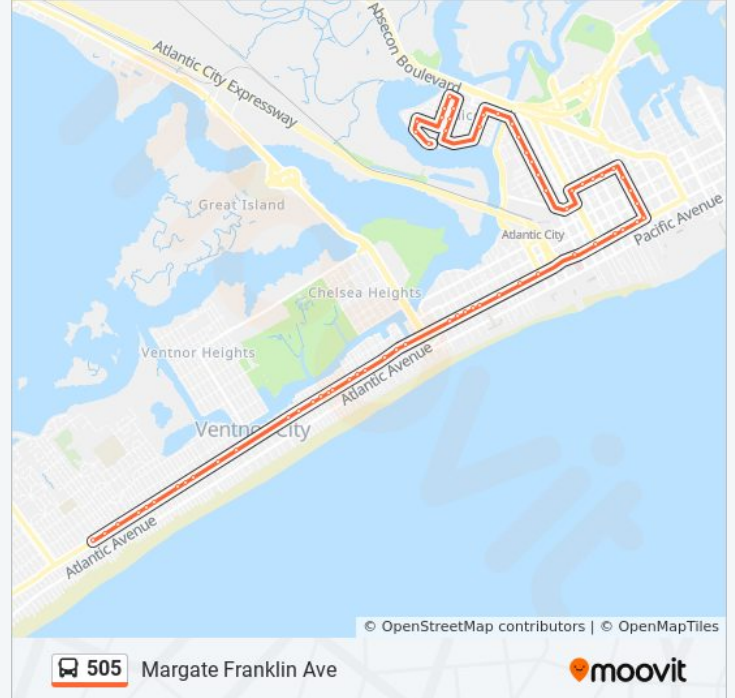 Absecon Boulevard
Atlantic City Expressway
Great Island
Atlantic City
Pacific Avenue
Chelsea Heights
Ventnor Heights
Atlantic Avenue
Ventnor City
Atlantic Avenue
© OpenStreetMap contributors | © OpenMapTiles
505 Margate Franklin Ave
moovit